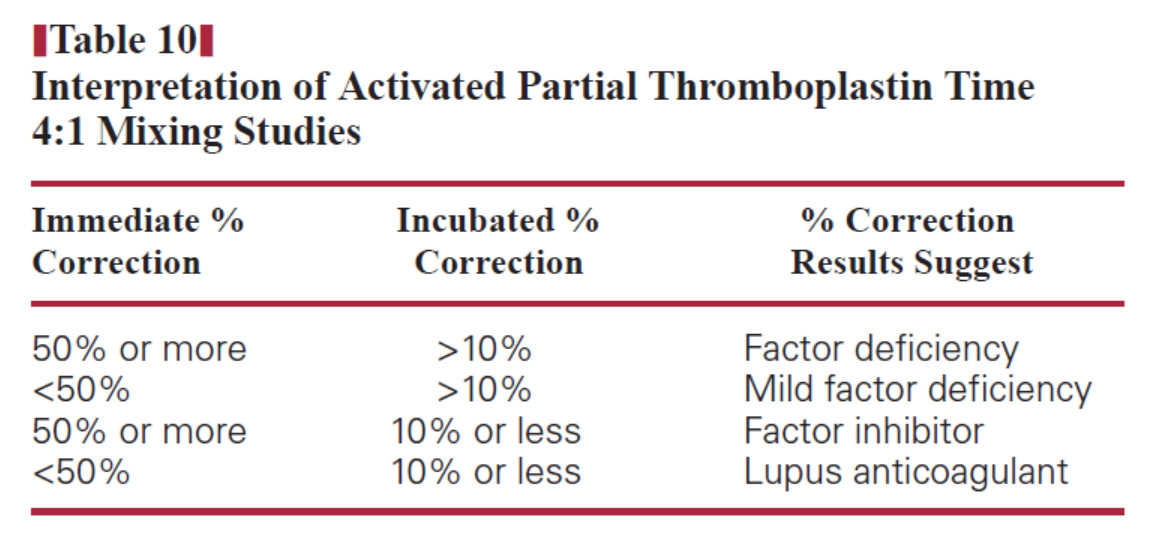 Table 10
Interpretation of Activated Partial Thromboplastin Time
4:1 Mixing Studies
Immediate % Incubated % % Correction
Correction Correction Results Suggest
50% or more >10% Factor deficiency
<50% >10% Mild factor deficiency
50% or more 10% or less Factor inhibitor
<50% 10% or less Lupus anticoagulant